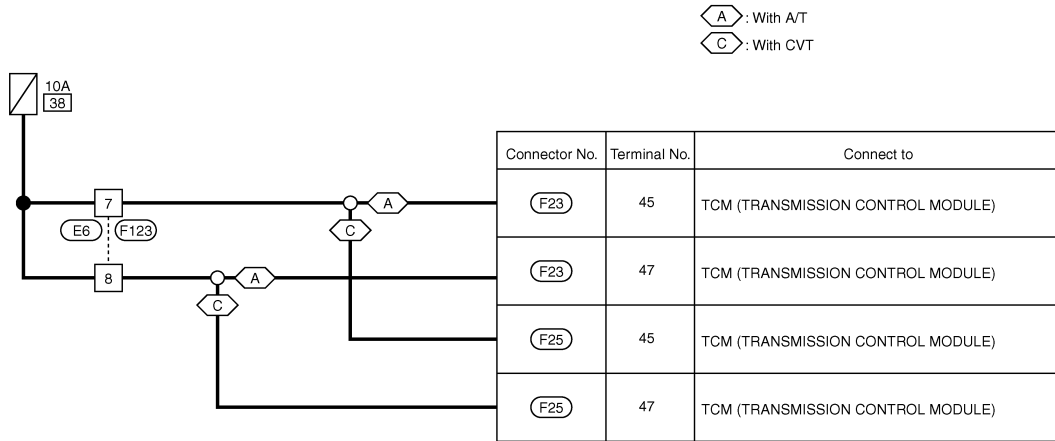 A : With A/T
C : With CVT
10A
38
Connector No. Terminal No. Connect to
7 A F23 45 TCM (TRANSMISSION CONTROL MODULE)
E6 F123 C
8 A F23 47 TCM (TRANSMISSION CONTROL MODULE)
C
F25 45 TCM (TRANSMISSION CONTROL MODULE)
F25 47 TCM (TRANSMISSION CONTROL MODULE)